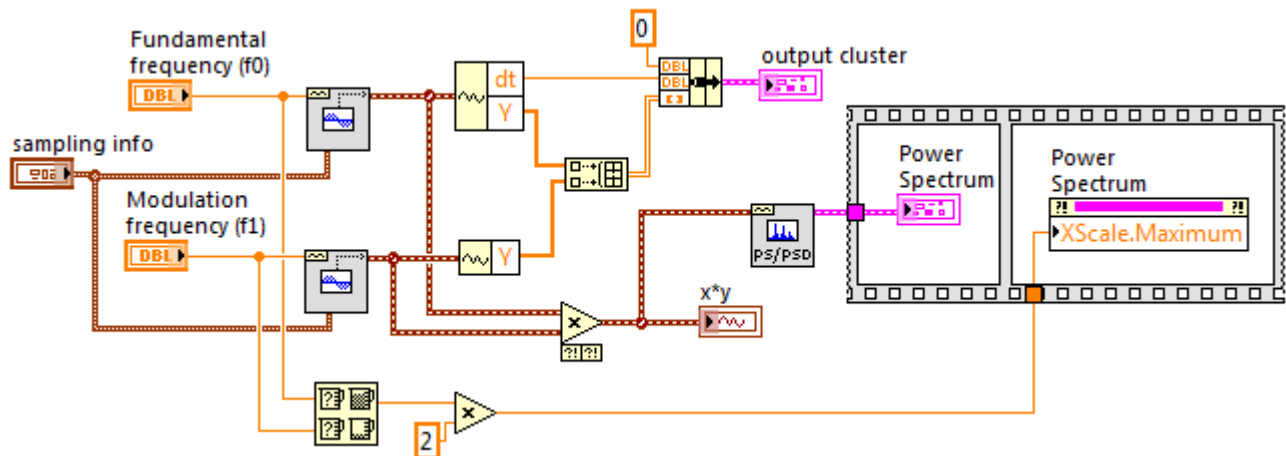 Fundamental
frequency (f0)
DBL
sampling info
Modulation
frequency (f1)
DBL
dt
Y
Y
0
DBL
DBL
output cluster
Power
Spectrum
Power
Spectrum
?! ?!
XScale.Maximum
PS/PSD
x*y
x
?! ?!
? ?
x
2